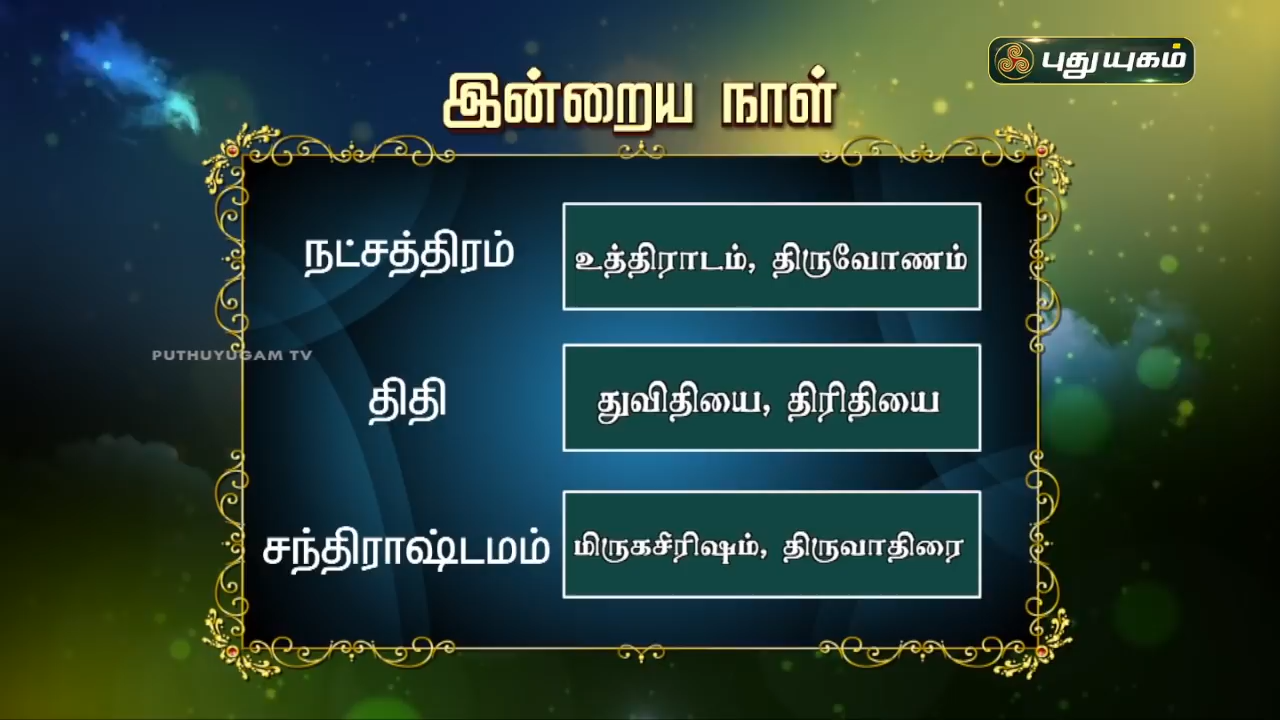 புதுயுகம்
இன்றைய நாள்
நட்சத்திரம்
உத்திராடம், திருவோணம்
PUTHUYUGAM TV
திதி
துவிதியை, திரிதியை
சந்திராஷ்டமம்
மிருகசீரிஷம், திருவாதிரை